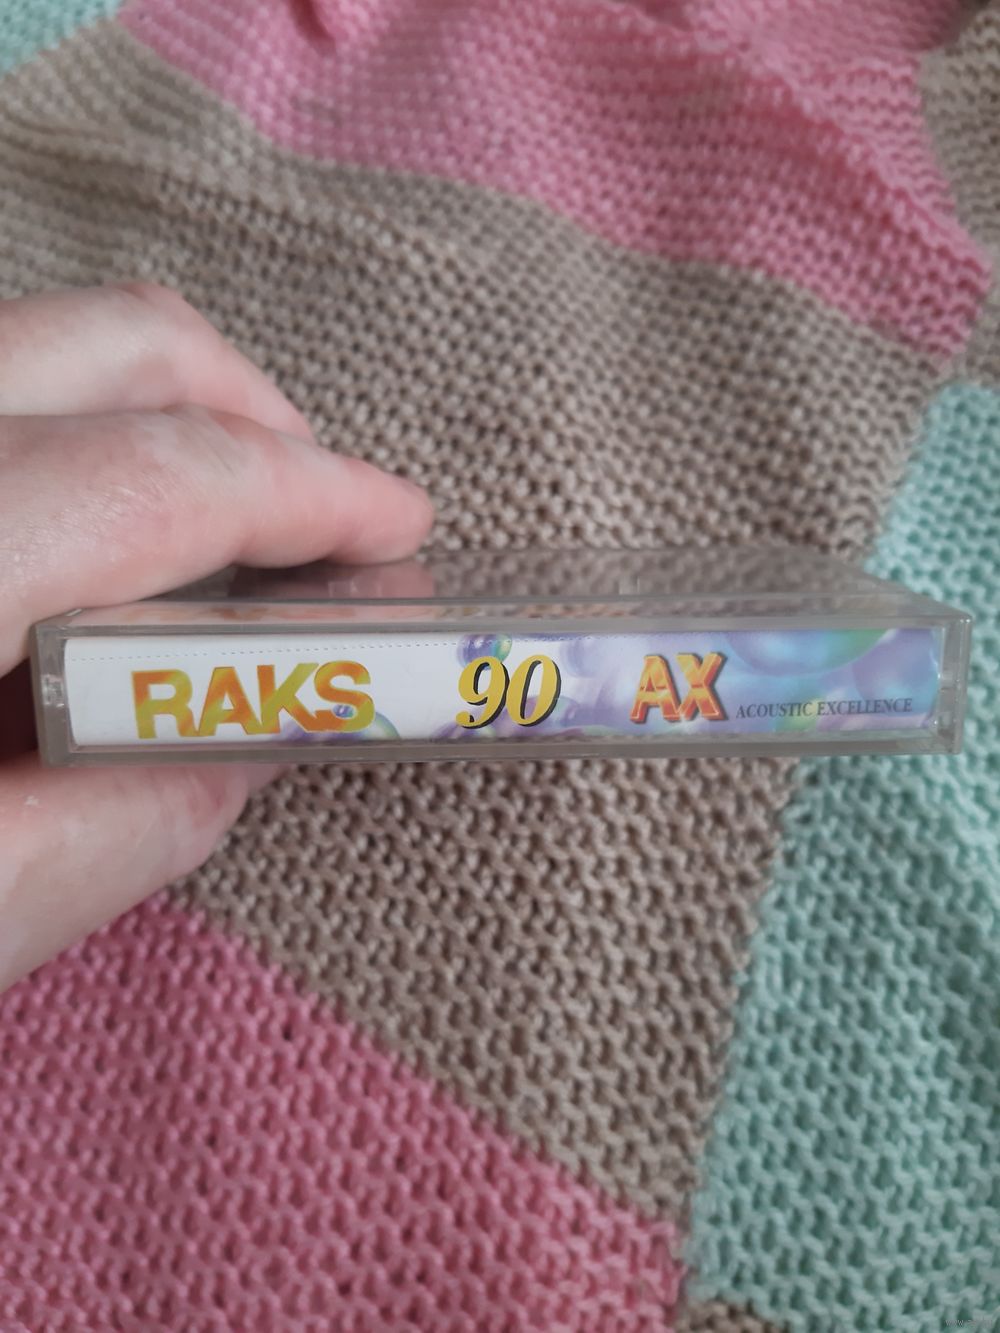 RAKS 90 AX ACOUSTIC EXCELLENCE